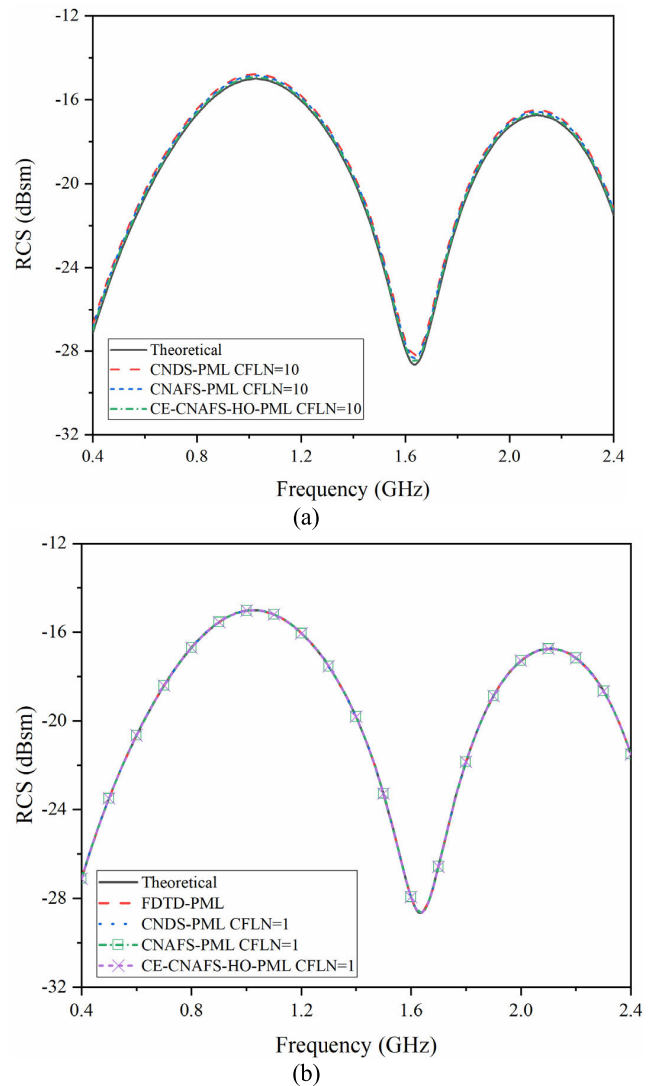 -12
-16
-20
-24
-28
-32
RCS (dBsm)
Theoretical
CNDS-PML CFLN=10
CNAFS-PML CFLN=10
CE-CNAFS-HO-PML CFLN=10
0.4 0.8 1.2 1.6 2.0 2.4
Frequency (GHz)
(a)
-12
-16
-20
-24
-28
-32
RCS (dBsm)
Theoretical
FDTD-PML
CNDS-PML CFLN=1
CNAFS-PML CFLN=1
CE-CNAFS-HO-PML CFLN=1
0.4 0.8 1.2 1.6 2.0 2.4
Frequency (GHz)
(b)